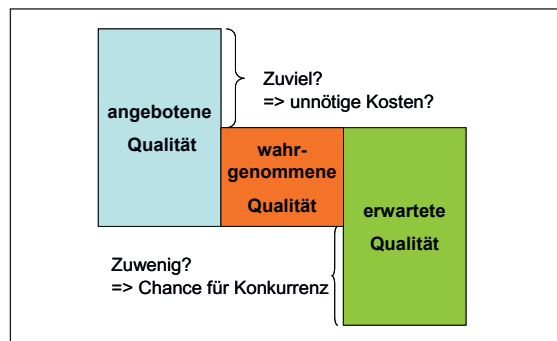 Zuviel?
=> unnötige Kosten?
angebotene
Qualität
wahr-
genommene
Qualität
erwartete
Qualität
Zuwenig?
=> Chance für Konkurrenz